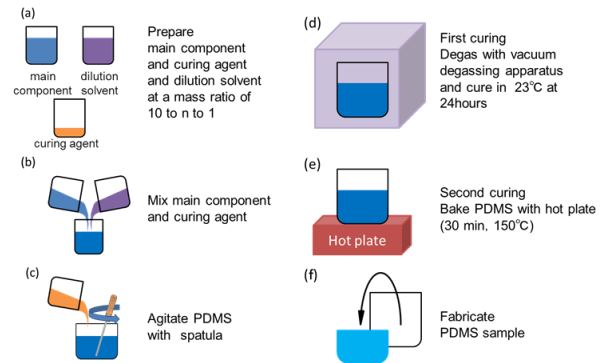 (a)
main
component
dilution
solvent
curing agent
Prepare
main component
and curing agent
and dilution solvent
at a mass ratio of
10 to n to 1
(b)
Mix main component
and curing agent
(c)
Agitate PDMS
with spatula
(d)
First curing
Degas with vacuum
degassing apparatus
and cure in 23℃ at
24hours
(e)
Hot plate
Second curing
Bake PDMS with hot plate
(30 min, 150℃)
(f)
Fabricate
PDMS sample